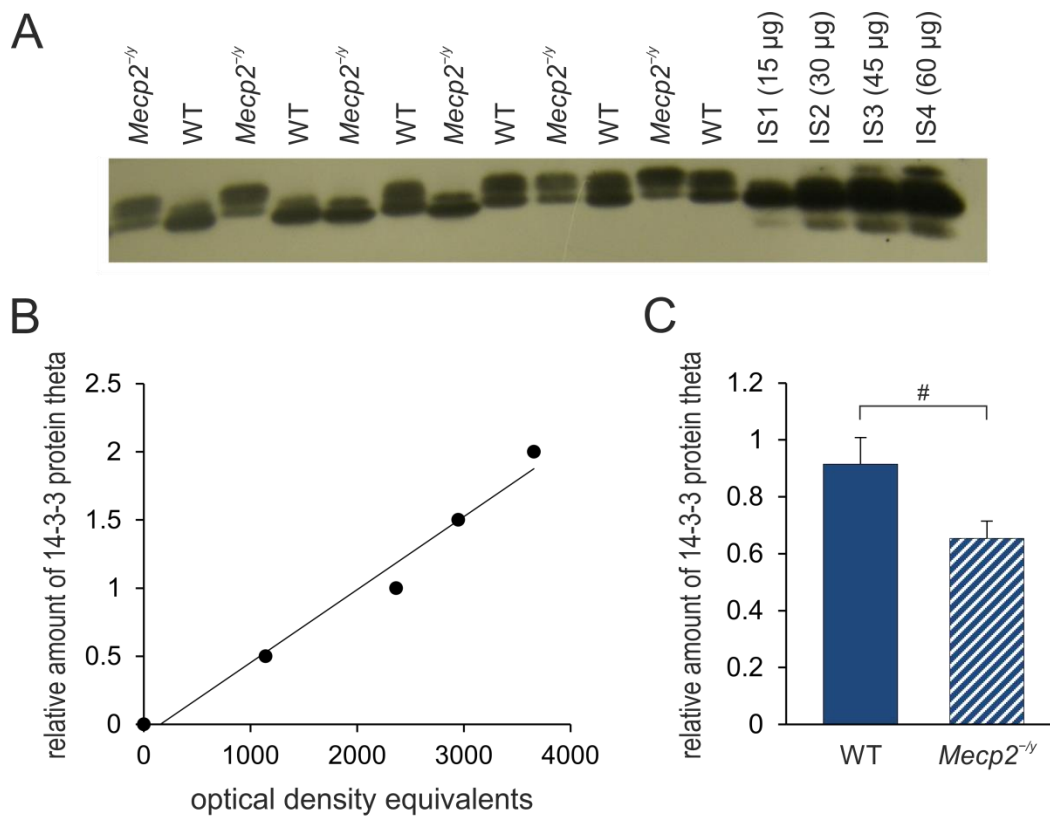 A
Mecp2⁻/ʸ
WT
Mecp2⁻/ʸ
WT
Mecp2⁻/ʸ
WT
Mecp2⁻/ʸ
WT
Mecp2⁻/ʸ
WT
Mecp2⁻/ʸ
WT
IS1 (15 µg)
IS2 (30 µg)
IS3 (45 µg)
IS4 (60 µg)
B
relative amount of 14-3-3 protein theta
2.5
2
1.5
1
0.5
0
0 1000 2000 3000 4000
optical density equivalents
C
relative amount of 14-3-3 protein theta
1.2
1
0.8
0.6
0.4
0.2
0
#
WT Mecp2⁻/ʸ